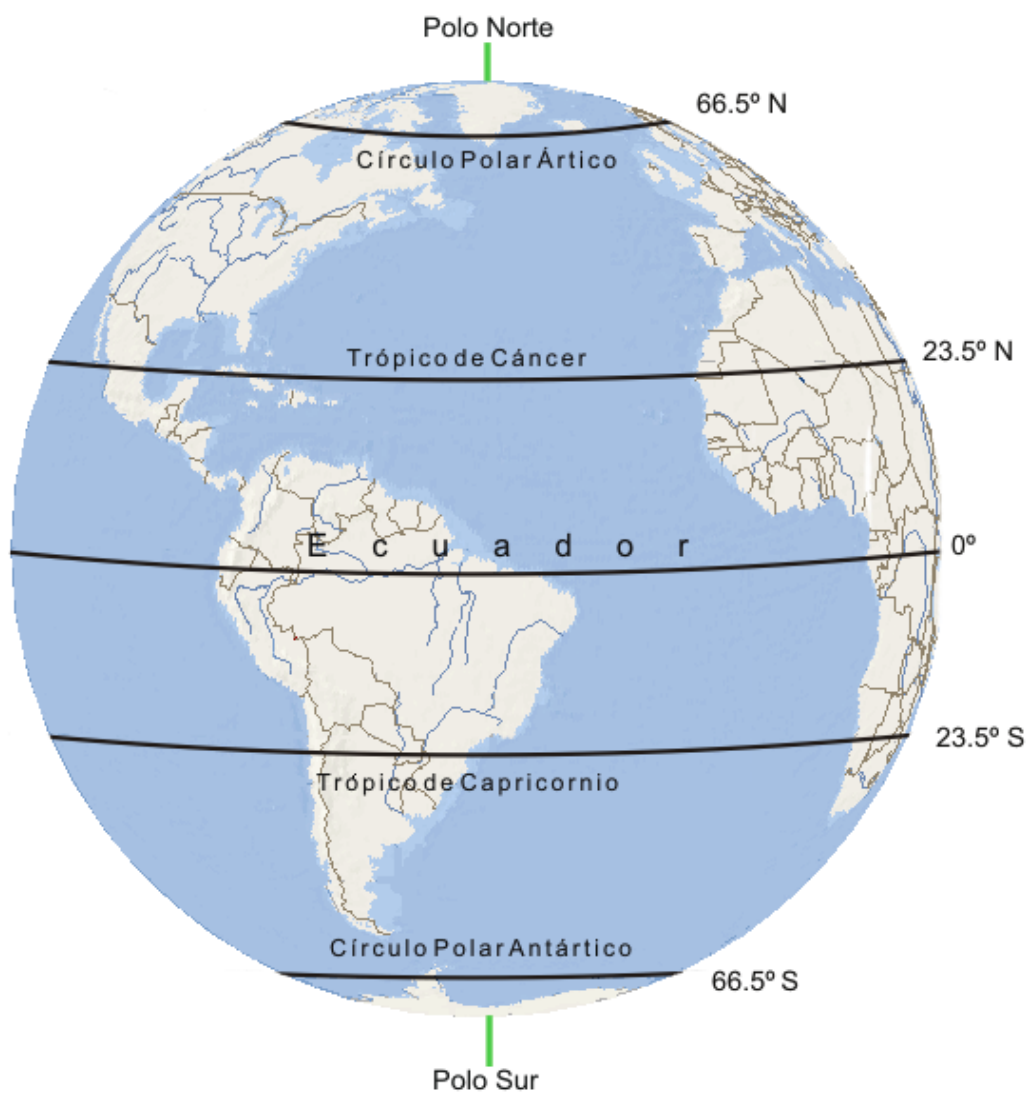 Polo Norte
66.5º N
Círculo Polar Ártico
Trópico de Cáncer
23.5º N
Ecuador
0º
23.5º S
Trópico de Capricornio
Círculo Polar Antártico
66.5º S
Polo Sur